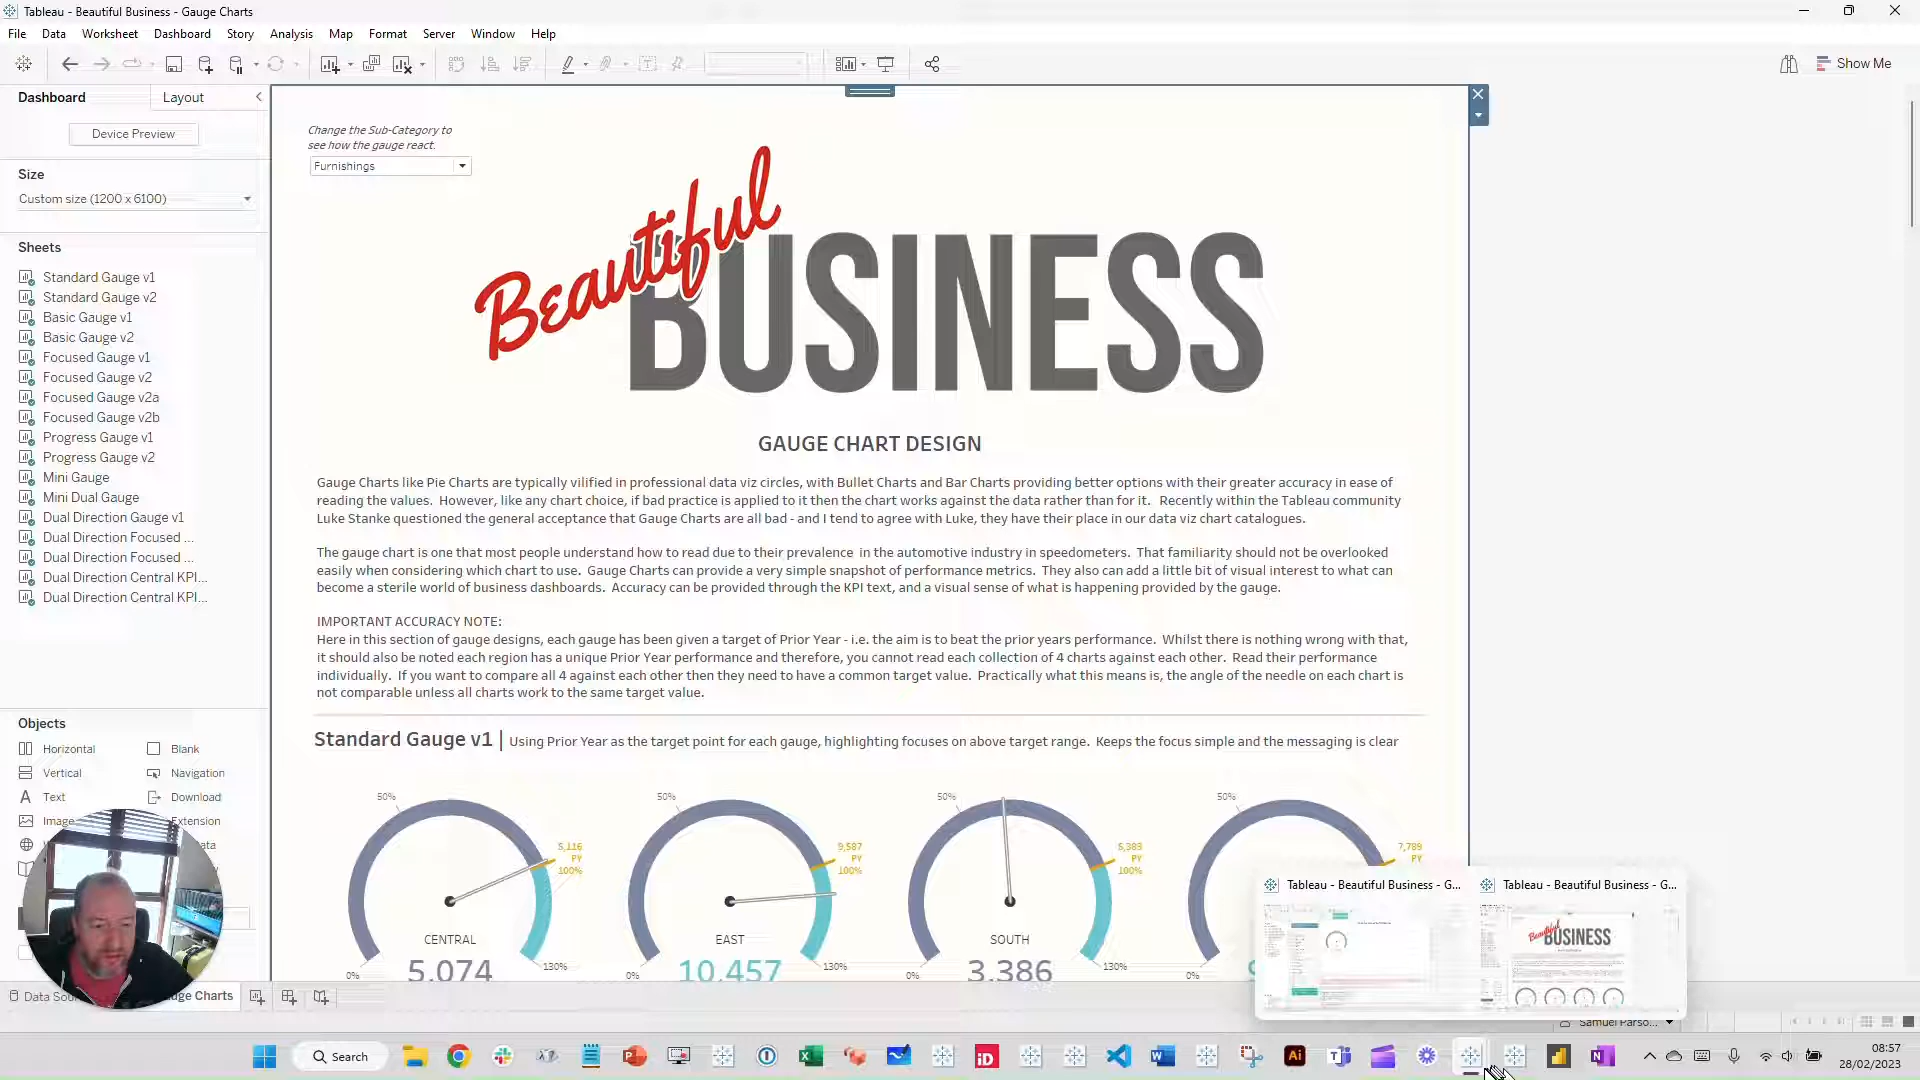 Tableau - Beautiful Business - Gauge Charts
File Data Worksheet Dashboard Story Analysis Map Format Server Window Help
Show Me
Dashboard Layout
Device Preview
Size
Custom size (1200 x 6100)
Sheets
Standard Gauge v1
Standard Gauge v2
Basic Gauge v1
Basic Gauge v2
Focused Gauge v1
Focused Gauge v2
Focused Gauge v2a
Focused Gauge v2b
Progress Gauge v1
Progress Gauge v2
Mini Gauge
Mini Dual Gauge
Dual Direction Gauge v1
Dual Direction Focused ...
Dual Direction Focused ...
Dual Direction Central KPI...
Dual Direction Central KPI...
Objects
Horizontal Blank
Vertical Navigation
Text Download
Image Extension
Change the Sub-Category to
see how the gauge react.
Furnishings
Beautiful
BUSINESS
GAUGE CHART DESIGN
Gauge Charts like Pie Charts are typically vilified in professional data viz circles, with Bullet Charts and Bar Charts providing better options with their greater accuracy in ease of
reading the values. However, like any chart choice, if bad practice is applied to it then the chart works against the data rather than for it. Recently within the Tableau community
Luke Stanke questioned the general acceptance that Gauge Charts are all bad - and I tend to agree with Luke, they have their place in our data viz chart catalogues.
The gauge chart is one that most people understand how to read due to their prevalence in the automotive industry in speedometers. That familiarity should not be overlooked
easily when considering which chart to use. Gauge Charts can provide a very simple snapshot of performance metrics. They also can add a little bit of visual interest to what can
become a sterile world of business dashboards. Accuracy can be provided through the KPI text, and a visual sense of what is happening provided by the gauge.
IMPORTANT ACCURACY NOTE:
Here in this section of gauge designs, each gauge has been given a target of Prior Year - i.e. the aim is to beat the prior years performance. Whilst there is nothing wrong with that,
it should also be noted each region has a unique Prior Year performance and therefore, you cannot read each collection of 4 charts against each other. Read their performance
individually. If you want to compare all 4 against each other then they need to have a common target value. Practically what this means is, the angle of the needle on each chart is
not comparable unless all charts work to the same target value.
Standard Gauge v1 | Using Prior Year as the target point for each gauge, highlighting focuses on above target range. Keeps the focus simple and the messaging is clear
50% 50% 50% 50%
5,116 9,587 5,383 7,789
PY PY PY PY
100% 100% 100%
CENTRAL EAST SOUTH
0% 130% 0% 130% 0% 130% 0%
5,074 10,457 3,386
Tableau - Beautiful Business - G... Tableau - Beautiful Business - G...
Beautiful
BUSINESS
Data Sou uge Charts
Samuel Parso...
Search
08:57
28/02/2023